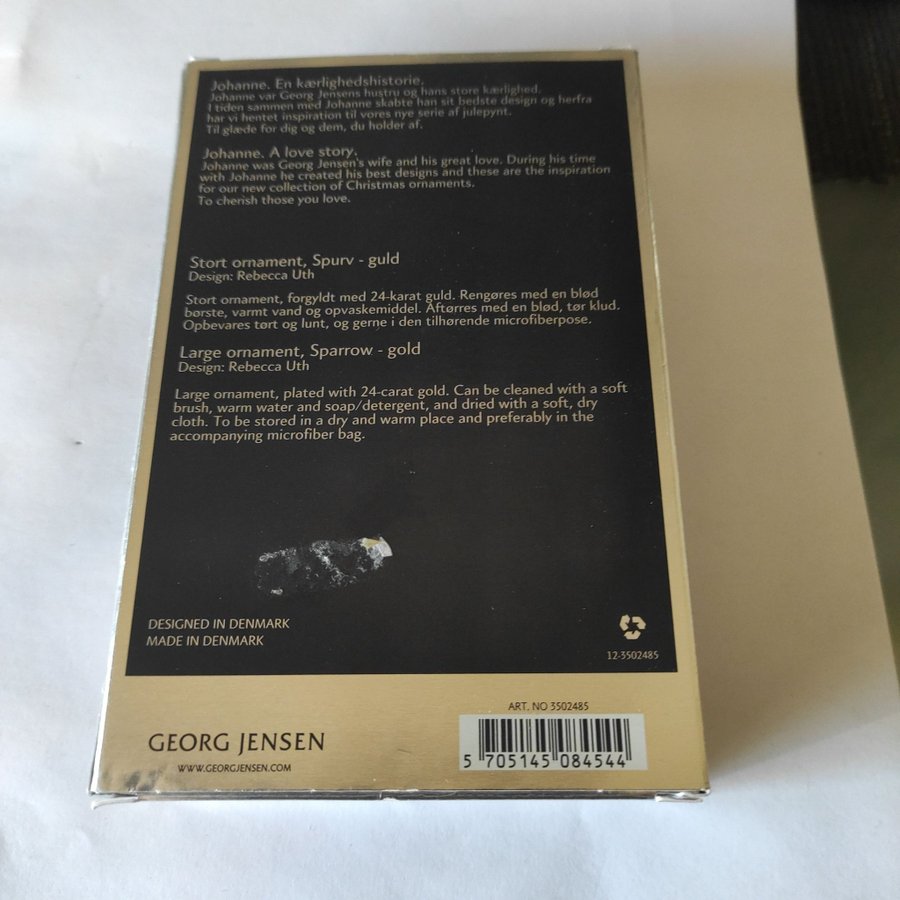 Johanne. En kærlighedshistorie.
Johanne var Georg Jensens hustru og hans store kærlighed.
I tiden sammen med Johanne skabte han sit bedste design og herfra
har vi hentet inspiration til vores nye serie af julepynt.
Til glæde for dig og dem, du holder af.
Johanne. A love story.
Johanne was Georg Jensen's wife and his great love. During his time
with Johanne he created his best designs and these are the inspiration
for our new collection of Christmas ornaments.
To cherish those you love.
Stort ornament, Spurv - guld
Design: Rebecca Uth
Stort ornament, forgyldt med 24-karat guld. Rengøres med en blød
børste, varmt vand og opvaskemiddel. Aftørres med en blød, tør klud.
Opbevares tørt og lunt, og gerne i den tilhørende microfiberpose.
Large ornament, Sparrow - gold
Design: Rebecca Uth
Large ornament, plated with 24-carat gold. Can be cleaned with a soft
brush, warm water and soap/detergent, and dried with a soft, dry
cloth. To be stored in a dry and warm place and preferably in the
accompanying microfiber bag.
DESIGNED IN DENMARK
MADE IN DENMARK
12-3502485
ART. NO 3502485
GEORG JENSEN
WWW.GEORGJENSEN.COM
5 705145 084544